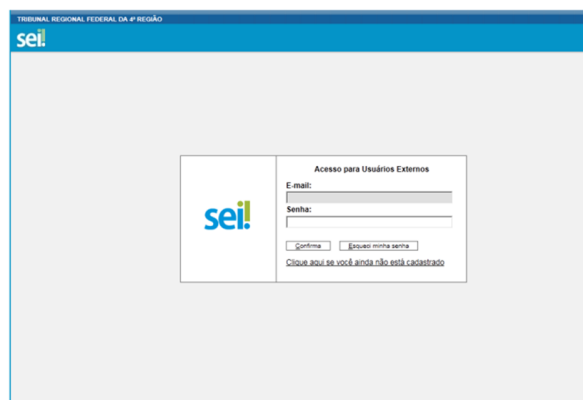 TRIBUNAL REGIONAL FEDERAL DA 4ª REGIÃO
sei!
Acesso para Usuários Externos
E-mail:
sei!
Senha:
Confirma Esqueci minha senha
Clique aqui se você ainda não está cadastrado